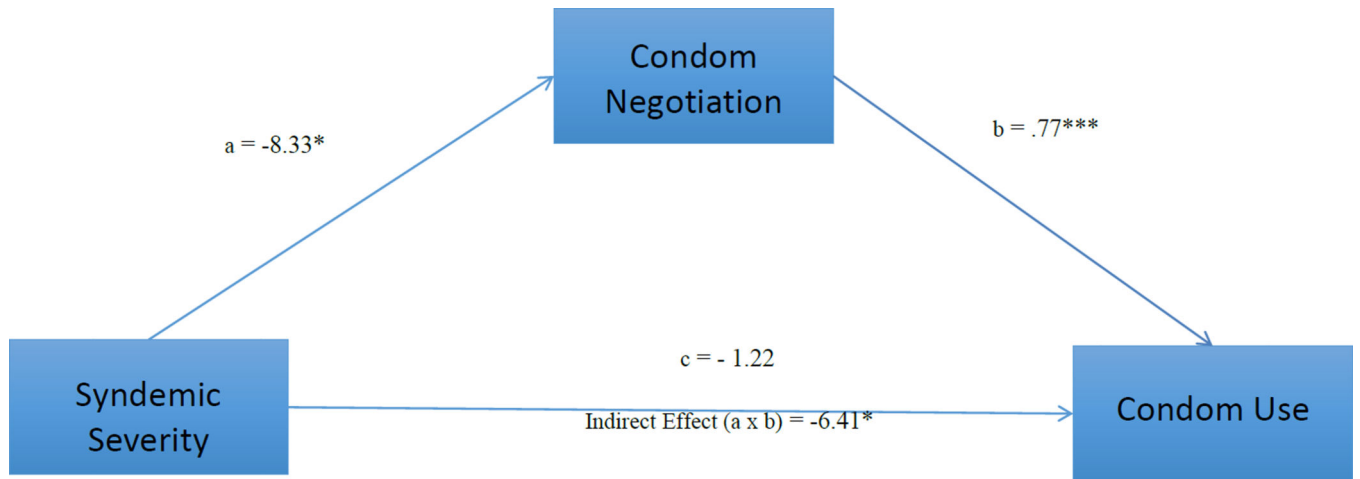 Condom
Negotiation
a = -8.33*
b = .77***
c = - 1.22
Indirect Effect (a x b) = -6.41*
Syndemic
Severity
Condom Use